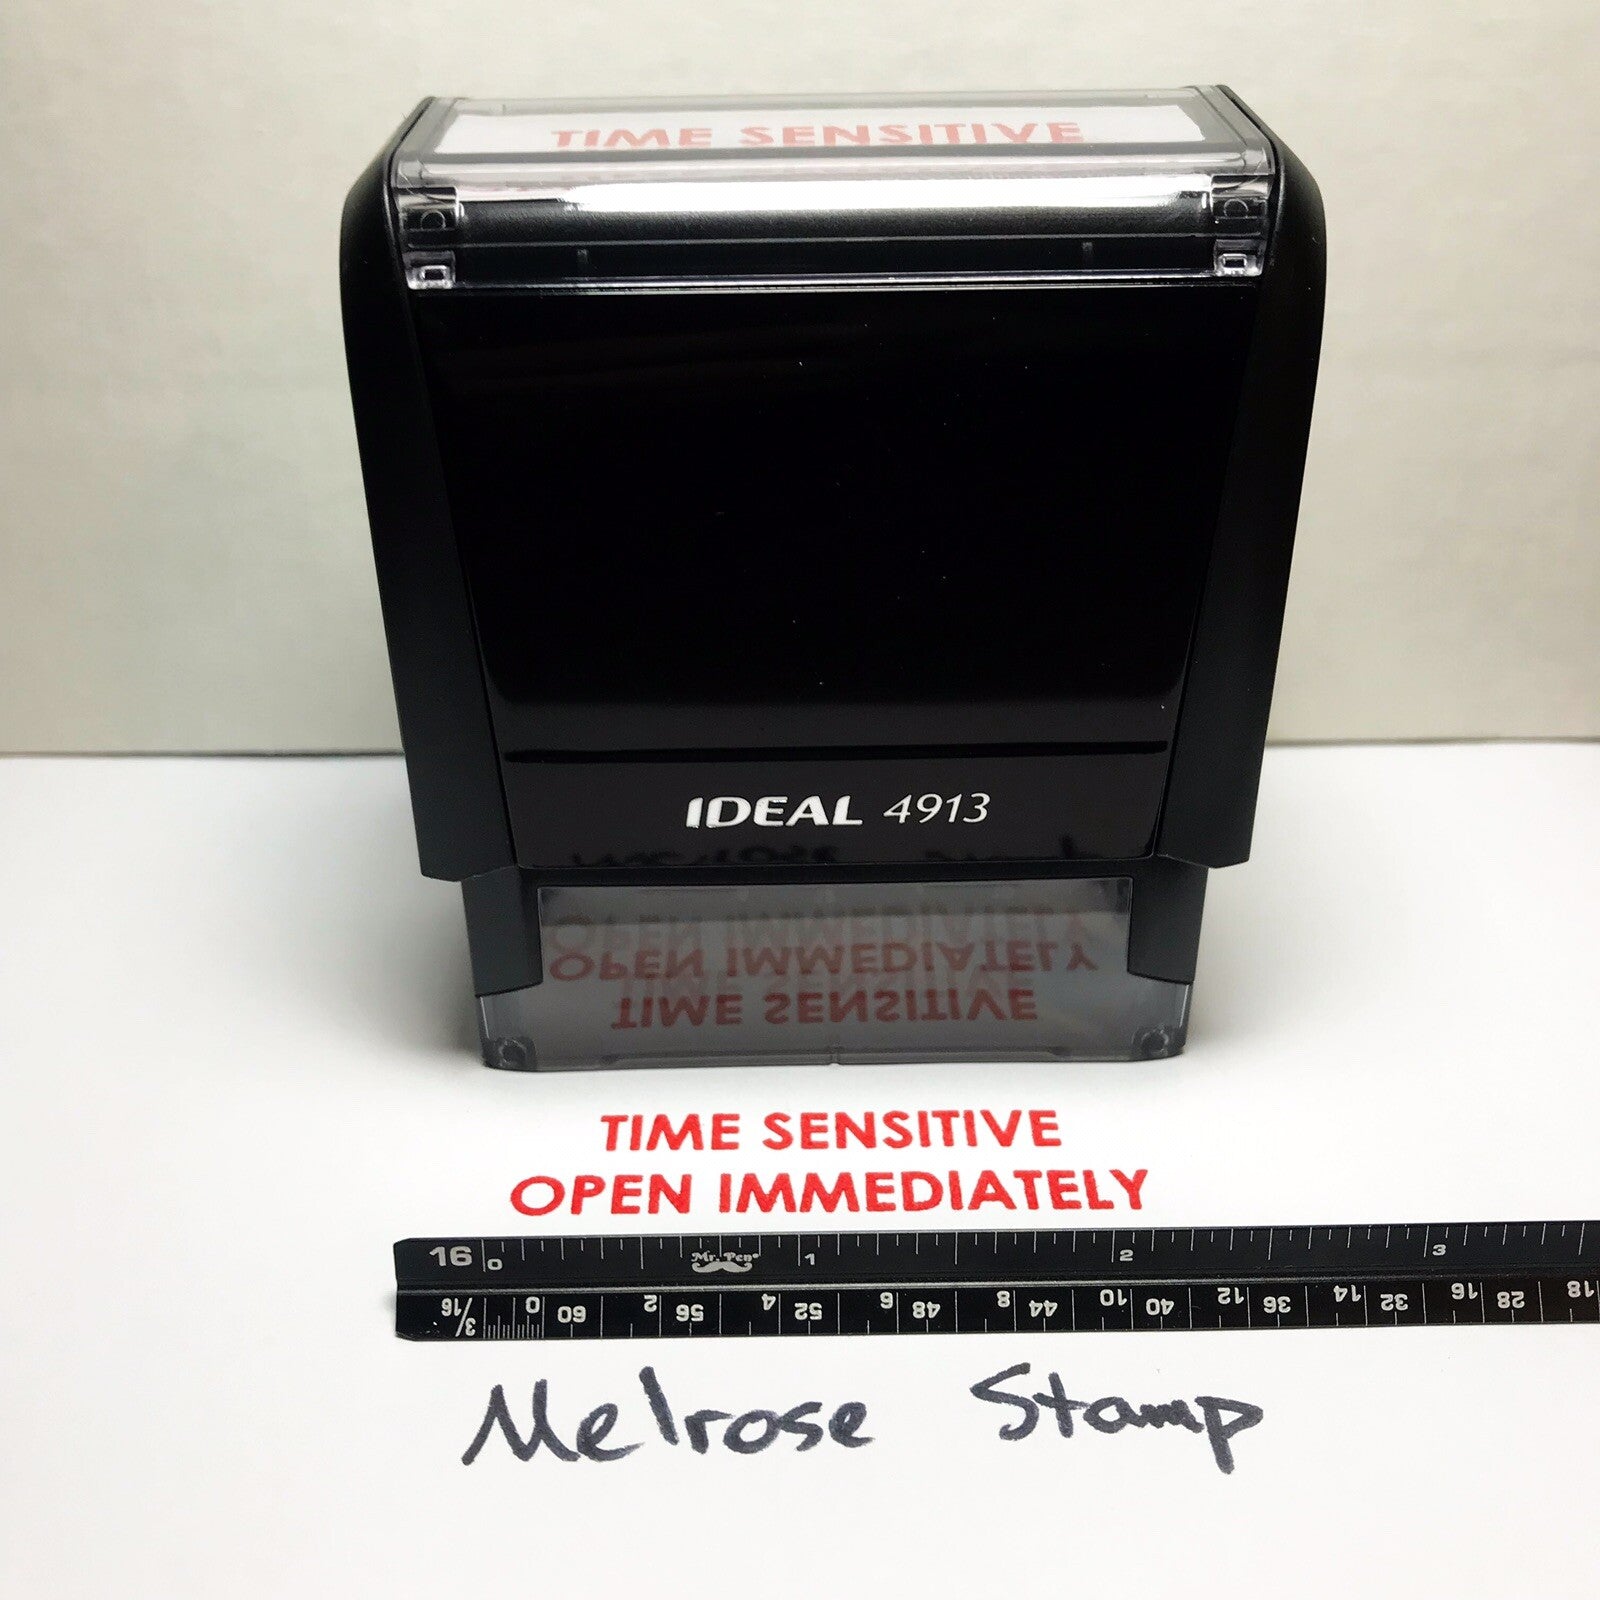 TIME SENSITIVE
IDEAL 4913
OPEN IMMEDIATELY
TIME SENSITIVE
TIME SENSITIVE
OPEN IMMEDIATELY
16 0 Mr. Pen 1 2 3
3/16 0 60 2 56 4 52 6 48 8 44 10 40 12 36 14 32 16 28 18
Melrose Stamp